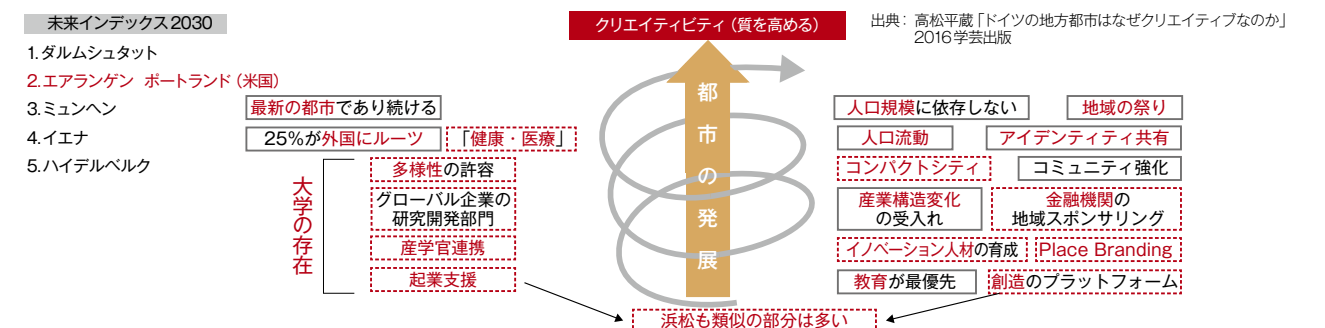 未来インデックス2030
1.ダルムシュタット
2.エアランゲン ポートランド(米国)
3.ミュンヘン
4.イエナ
5.ハイデルベルク
最新の都市であり続ける
25%が外国にルーツ
「健康・医療」
大学の存在
多様性の許容
グローバル企業の
研究開発部門
産学官連携
起業支援
クリエイティビティ(質を高める)
都市の発展
出典: 高松平蔵「ドイツの地方都市はなぜクリエイティブなのか」
2016学芸出版
人口規模に依存しない
地域の祭り
人口流動
アイデンティティ共有
コンパクトシティ
コミュニティ強化
産業構造変化
の受入れ
金融機関の
地域スポンサリング
イノベーション人材の育成
Place Branding
教育が最優先
創造のプラットフォーム
浜松も類似の部分は多い